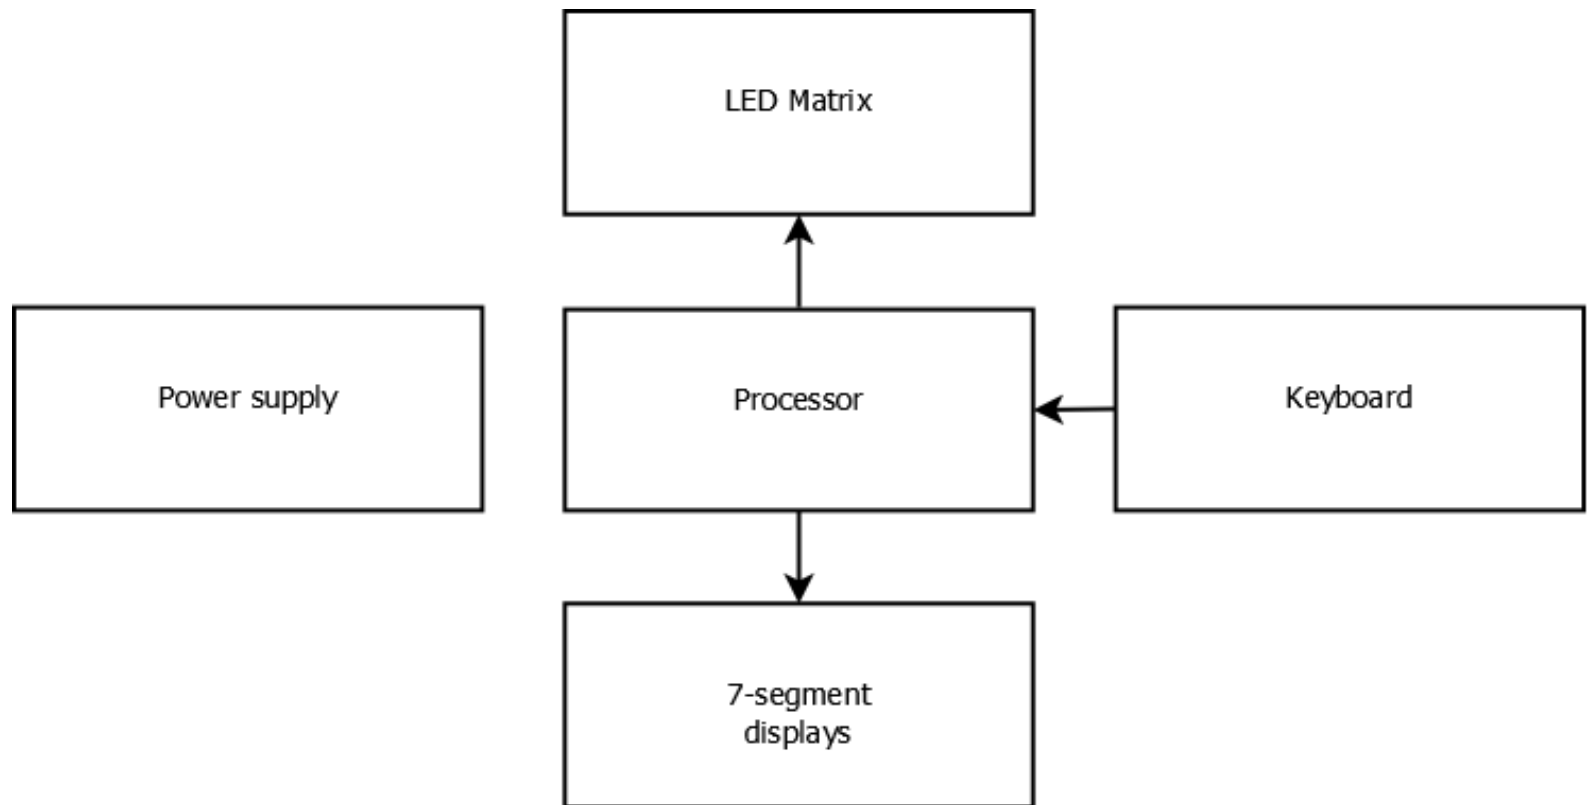 LED Matrix
Power supply
Processor
Keyboard
7-segment
displays